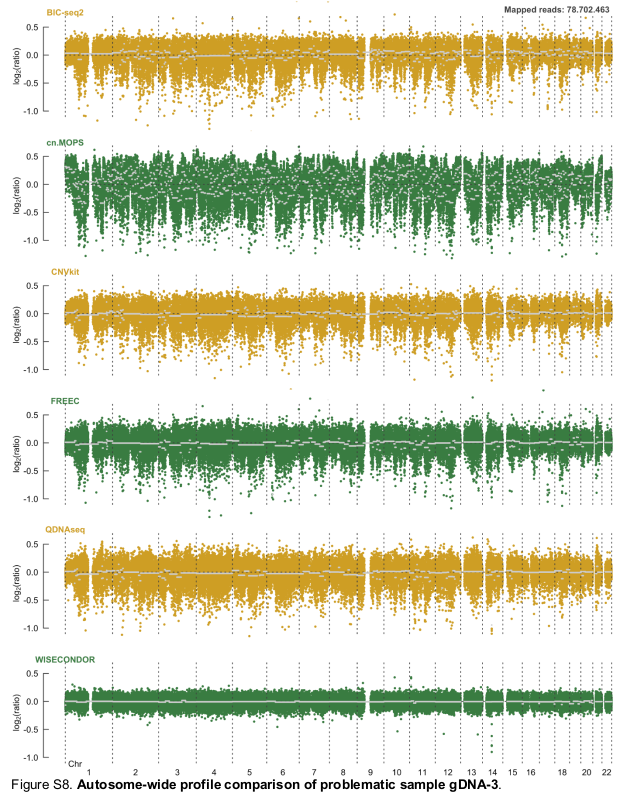 BIC-seq2
Mapped reads: 78.702.463
0.5
0.0
-0.5
-1.0
log2(ratio)
cn.MOPS
0.5
0.0
-0.5
-1.0
log2(ratio)
CNVkit
0.5
0.0
-0.5
-1.0
log2(ratio)
FREEC
0.5
0.0
-0.5
-1.0
log2(ratio)
QDNAseq
0.5
0.0
-0.5
-1.0
log2(ratio)
WISECONDOR
0.5
0.0
-0.5
-1.0
log2(ratio)
Chr
1 2 3 4 5 6 7 8 9 10 11 12 13 14 15 16 18 20 22
Figure S8. Autosome-wide profile comparison of problematic sample gDNA-3.